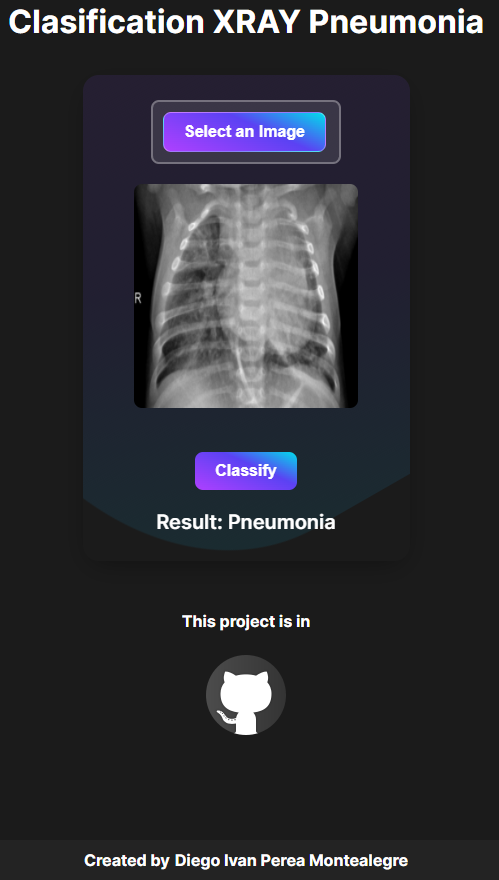 Clasification XRAY Pneumonia
Select an Image
R
Classify
Result: Pneumonia
This project is in
Created by Diego Ivan Perea Montealegre